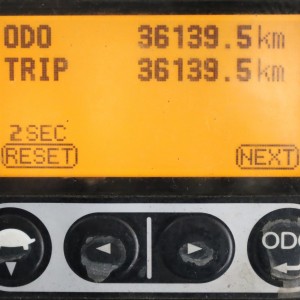 ODO 36139.5km
TRIP 36139.5km
2SEC
RESET NEXT
ODO